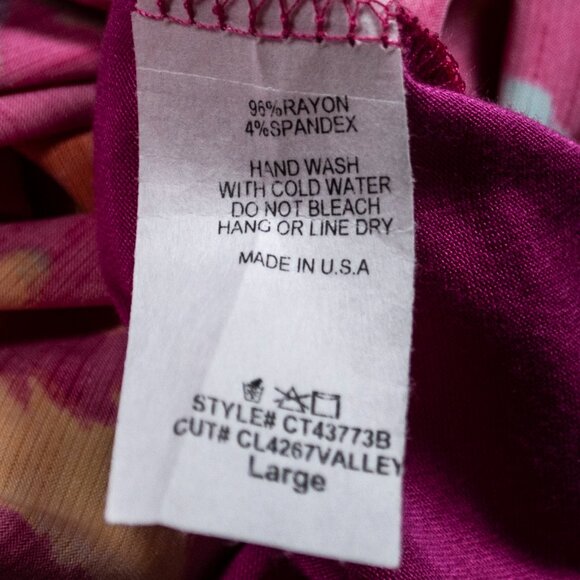 96%RAYON
4%SPANDEX
HAND WASH
WITH COLD WATER
DO NOT BLEACH
HANG OR LINE DRY
MADE IN U.S.A
STYLE# CT43773B
CUT# CL4267VALLEY
Large